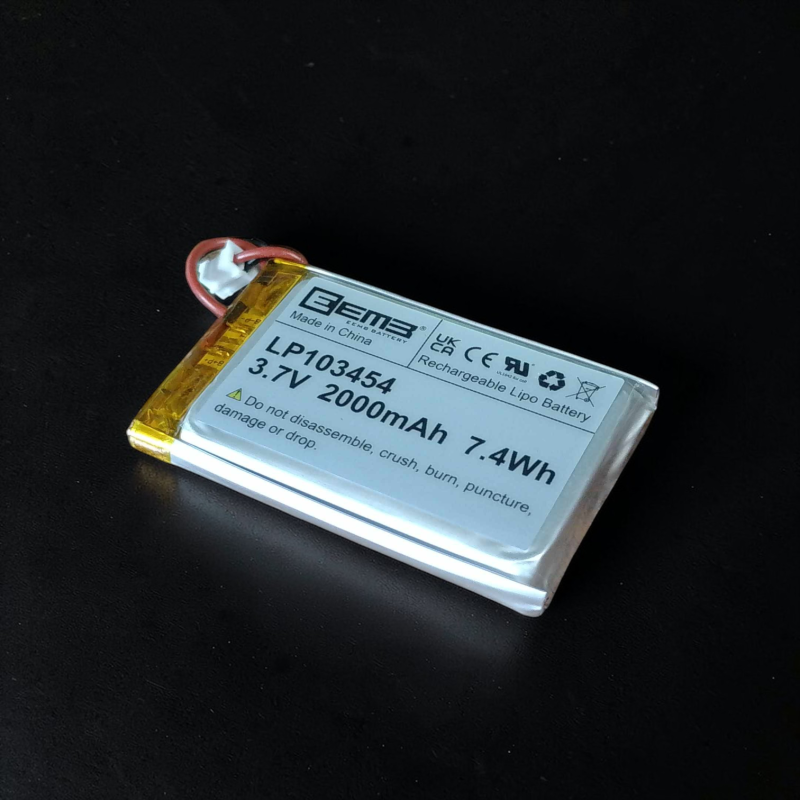 EEMB®
EEMB BATTERY
Made in China
UK
CA CE
Rechargeable Lipo Battery
LP103454
3.7V 2000mAh 7.4Wh
Do not disassemble, crush, burn, puncture,
damage or drop.